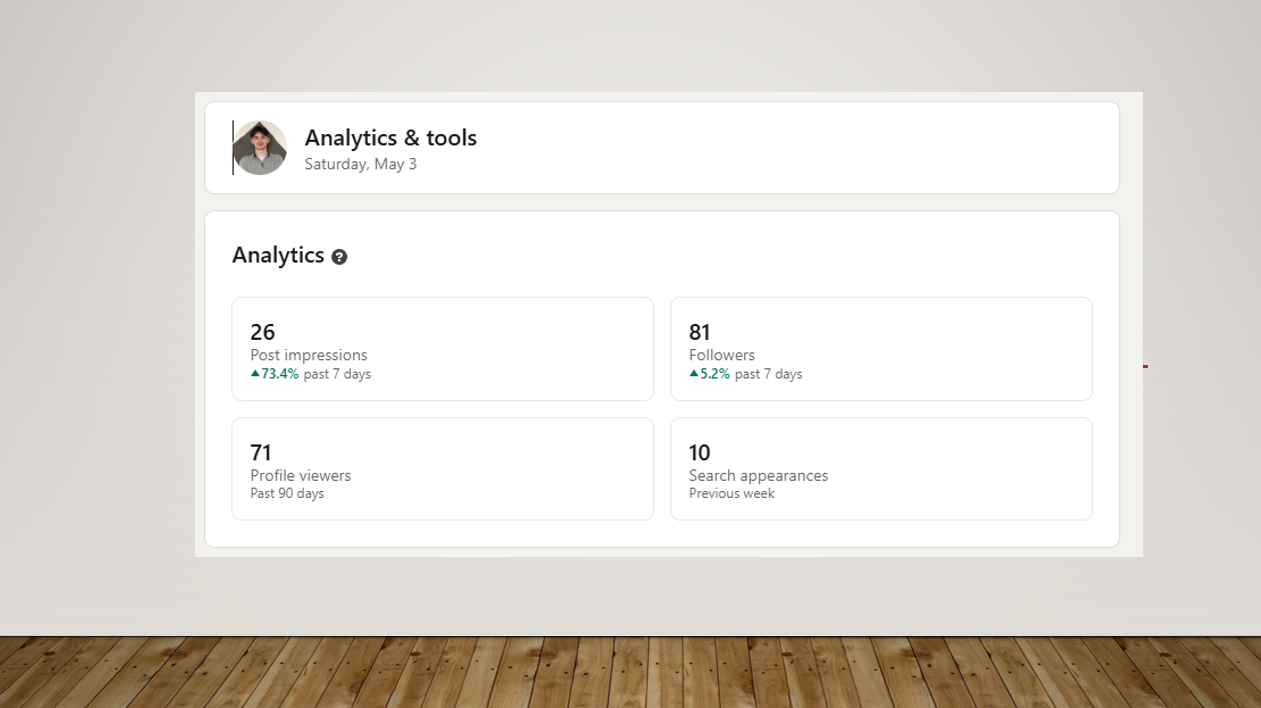 Analytics & tools
Saturday, May 3
Analytics
26
Post impressions
73.4% past 7 days
81
Followers
5.2% past 7 days
71
Profile viewers
Past 90 days
10
Search appearances
Previous week